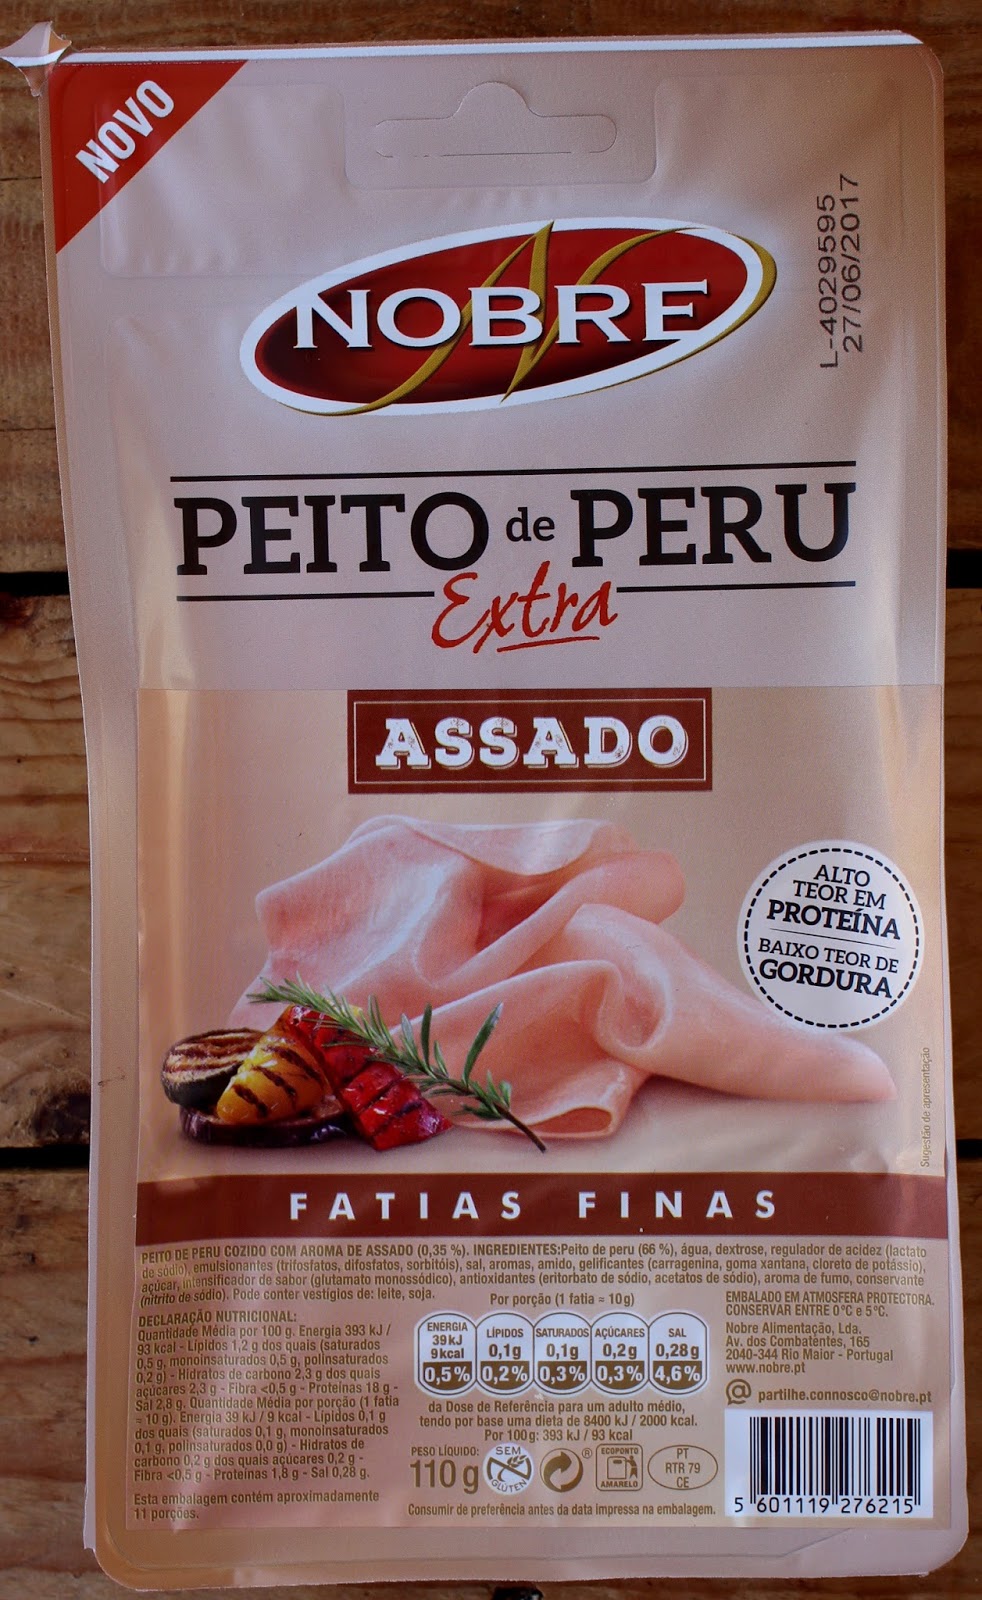 NOVO
NOBRE
L-4029595
27/06/2017
PEITO de PERU
Extra
ASSADO
ALTO
TEOR EM
PROTEÍNA
BAIXO TEOR DE
GORDURA
Sugestão de apresentação
FATIAS FINAS
PEITO DE PERU COZIDO COM AROMA DE ASSADO (0,35 %). INGREDIENTES:Peito de peru (66 %), água, dextrose, regulador de acidez (lactato
de sódio), emulsionantes (trifosfatos, difosfatos, sorbitóis), sal, aromas, amido, gelificantes (carragenina, goma xantana, cloreto de potássio),
açúcar, intensificador de sabor (glutamato monossódico), antioxidantes (eritorbato de sódio, acetatos de sódio), aroma de fumo, conservante
(nitrito de sódio). Pode conter vestígios de: leite, soja.
DECLARAÇÃO NUTRICIONAL:
Quantidade Média por 100 g. Energia 393 kJ /
93 kcal - Lípidos 1,2 g dos quais (saturados
0,5 g, monoinsaturados 0,5 g, polinsaturados
0,2 g) - Hidratos de carbono 2,3 g dos quais
açúcares 2,3 g - Fibra <0,5 g - Proteínas 18 g -
Sal 2,8 g. Quantidade Média por porção (1 fatia
= 10 g). Energia 39 kJ / 9 kcal - Lípidos 0,1 g
dos quais (saturados 0,1 g, monoinsaturados
0,1 g, polinsaturados 0,0 g) - Hidratos de
carbono 0,2 g dos quais açúcares 0,2 g -
Fibra <0,5 g - Proteínas 1,8 g - Sal 0,28 g.
Esta embalagem contém aproximadamente
11 porções.
Por porção (1 fatia = 10g)
ENERGIA
39kJ
9kcal
0,5%
LÍPIDOS
0,1g
0,2%
SATURADOS
0,1g
0,3%
AÇÚCARES
0,2g
0,3%
SAL
0,28g
4,6%
da Dose de Referência para um adulto médio,
tendo por base uma dieta de 8400 kJ / 2000 kcal.
Por 100g: 393 kJ / 93 kcal
PESO LÍQUIDO:
110 g
SEM
GLÚTEN
®
ECOPONTO
AMARELO
PT
RTR 79
CE
Consumir de preferência antes da data impressa na embalagem.
EMBALADO EM ATMOSFERA PROTECTORA.
CONSERVAR ENTRE 0°C e 5°C.
Nobre Alimentação, Lda.
Av. dos Combatentes, 165
2040-344 Rio Maior - Portugal
www.nobre.pt
@ partilhe.connosco@nobre.pt
5 601119 276215